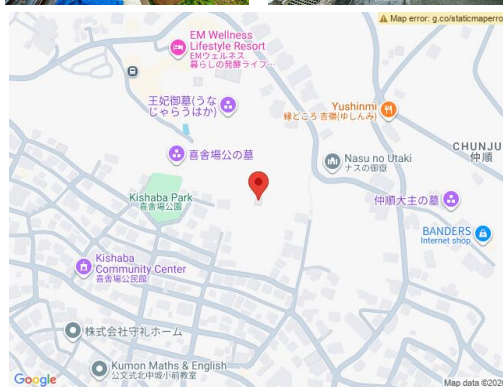 Map error: g.co/staticmaperro
EM Wellness
Lifestyle Resort
EMウェルネス
暮らしの発酵ライフ…
王妃御墓(うな
じゃらうはか)
Yushinmi
縁どころ 吉嶺(ゆしんみ)
CHUNJU
仲順
喜舎場公の墓
Nasu no Utaki
ナスの御嶽
Kishaba Park
喜舎場公園
仲順大主の墓
BANDERS
Internet shop
Kishaba
Community Center
喜舎場公民館
株式会社守礼ホーム
Kumon Maths & English
公文式北中城小前教室
Google
Map data ©202